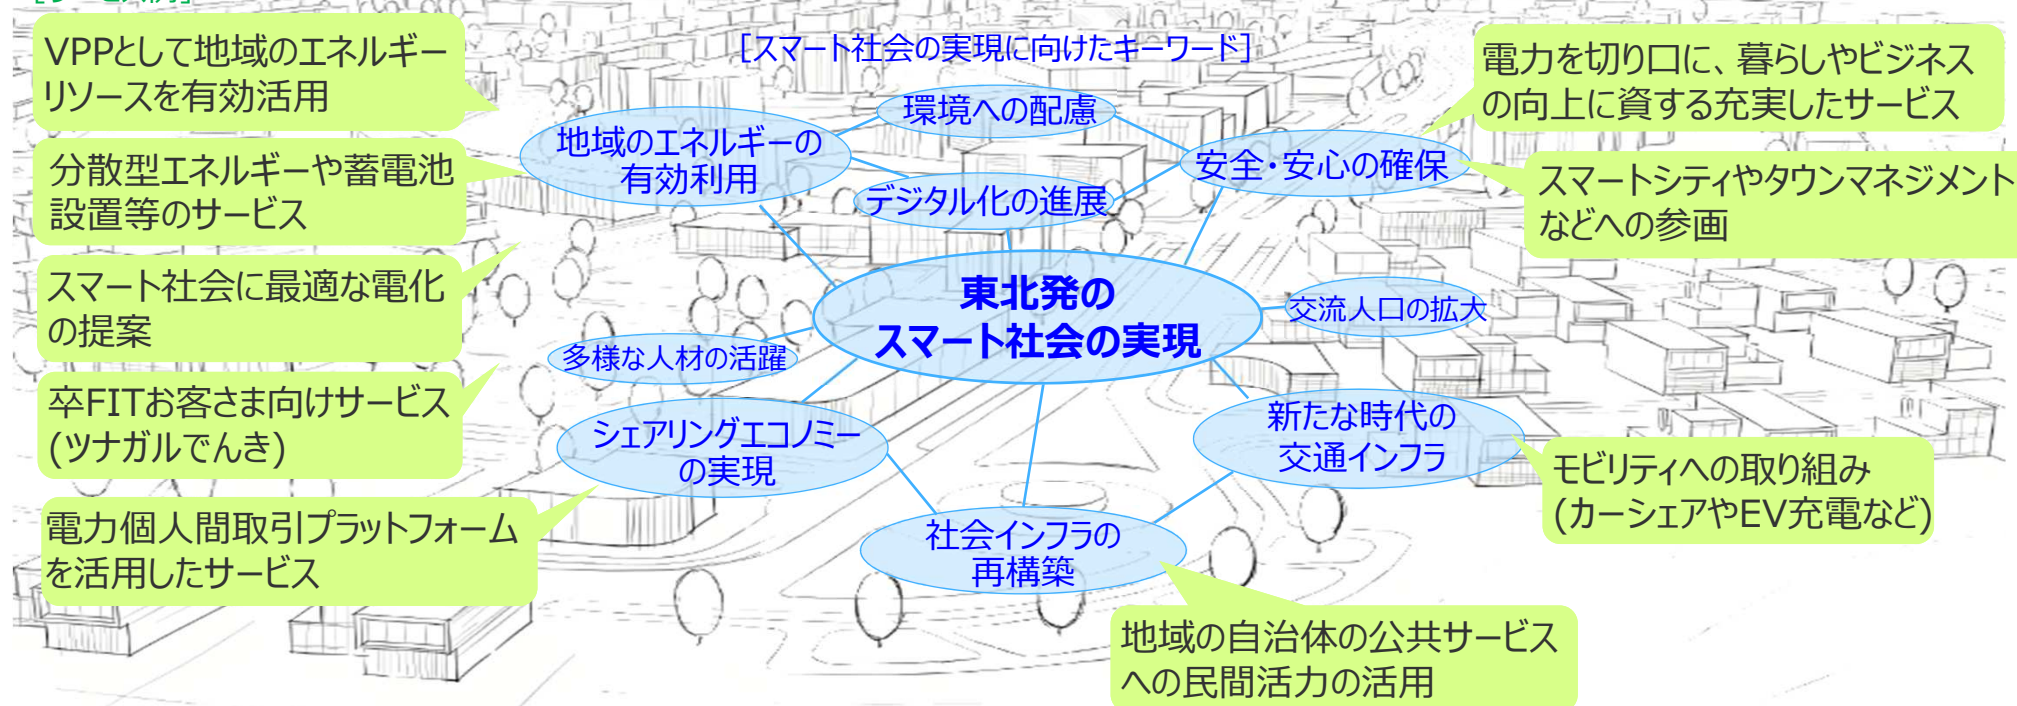 [スマート社会の実現に向けたキーワード]
VPPとして地域のエネルギー
リソースを有効活用
分散型エネルギーや蓄電池
設置等のサービス
スマート社会に最適な電化
の提案
卒FITお客さま向けサービス
(ツナガルでんき)
電力個人間取引プラットフォーム
を活用したサービス
環境への配慮
地域のエネルギーの
有効利用
デジタル化の進展
安全・安心の確保
東北発の
スマート社会の実現
交流人口の拡大
多様な人材の活躍
シェアリングエコノミー
の実現
新たな時代の
交通インフラ
社会インフラの
再構築
電力を切り口に、暮らしやビジネス
の向上に資する充実したサービス
スマートシティやタウンマネジメント
などへの参画
モビリティへの取り組み
(カーシェアやEV充電など)
地域の自治体の公共サービス
への民間活力の活用